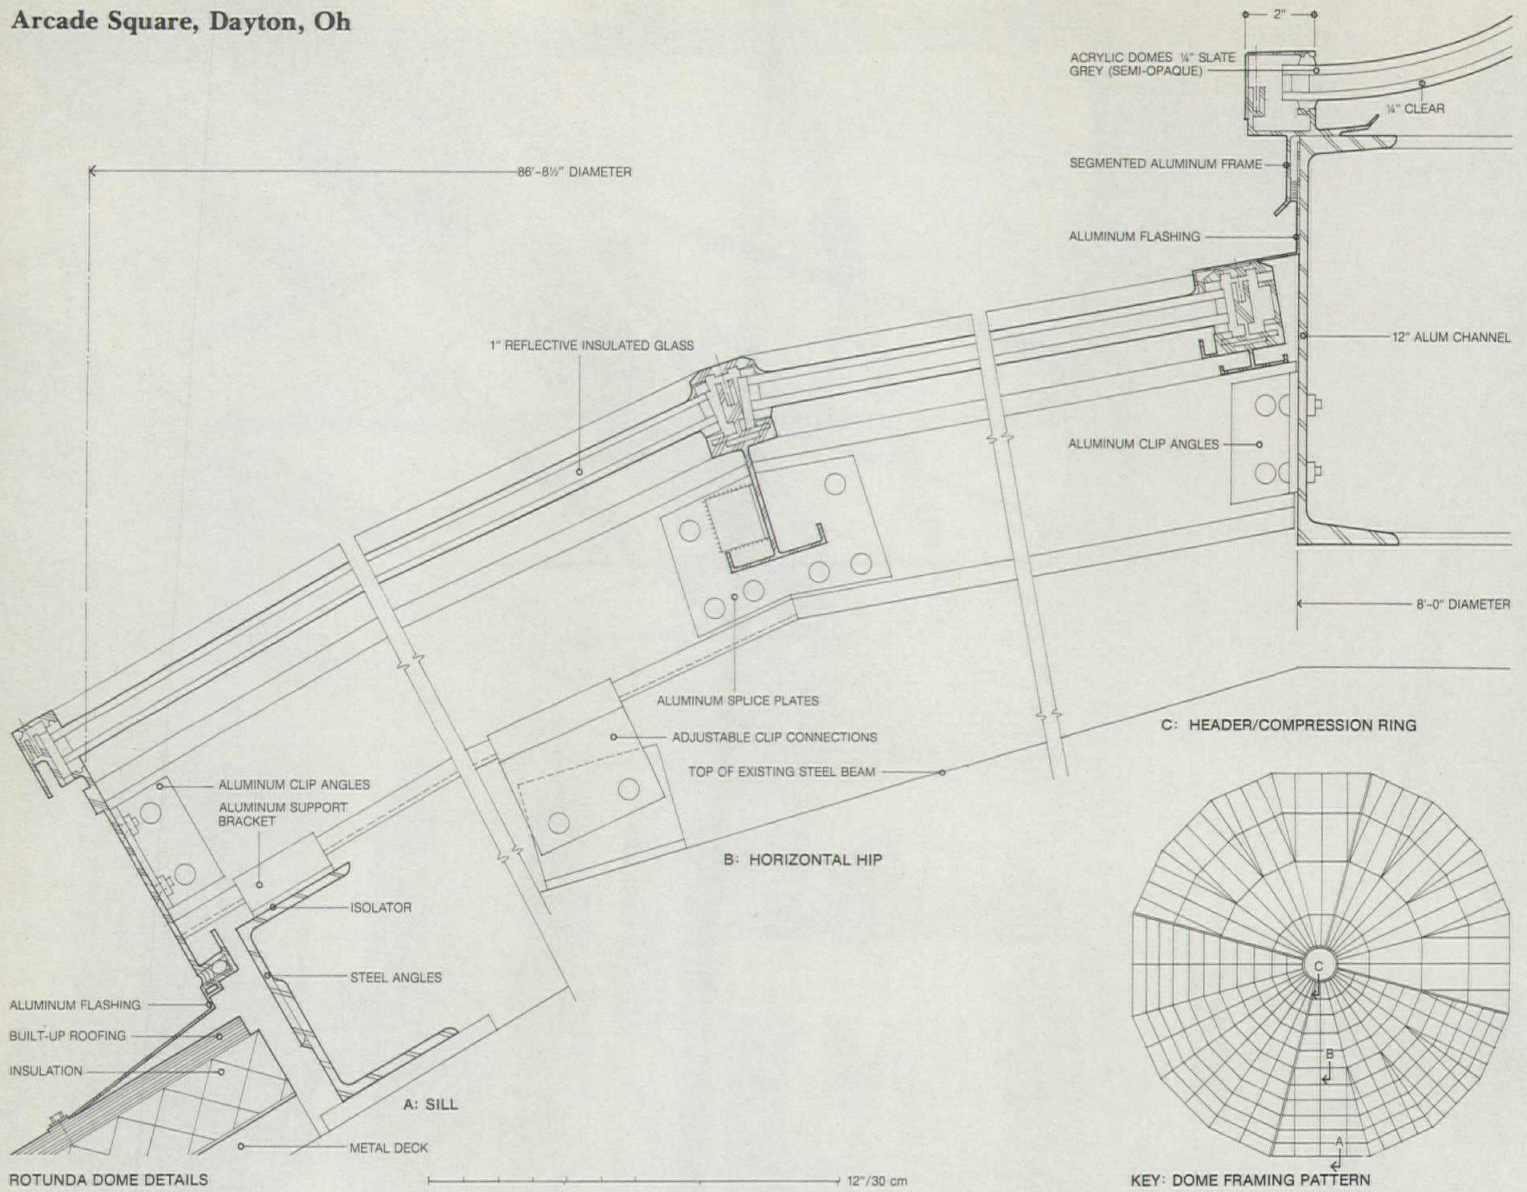 Arcade Square, Dayton, Oh
2"
ACRYLIC DOMES ¼" SLATE
GREY (SEMI-OPAQUE)
¼" CLEAR
86'-8½" DIAMETER
SEGMENTED ALUMINUM FRAME
ALUMINUM FLASHING
1" REFLECTIVE INSULATED GLASS
12" ALUM CHANNEL
ALUMINUM CLIP ANGLES
8'-0" DIAMETER
ALUMINUM SPLICE PLATES
C: HEADER/COMPRESSION RING
ADJUSTABLE CLIP CONNECTIONS
TOP OF EXISTING STEEL BEAM
ALUMINUM CLIP ANGLES
ALUMINUM SUPPORT
BRACKET
B: HORIZONTAL HIP
ISOLATOR
STEEL ANGLES
ALUMINUM FLASHING
BUILT-UP ROOFING
INSULATION
A: SILL
METAL DECK
C
B
A
ROTUNDA DOME DETAILS
12"/30 cm
KEY: DOME FRAMING PATTERN